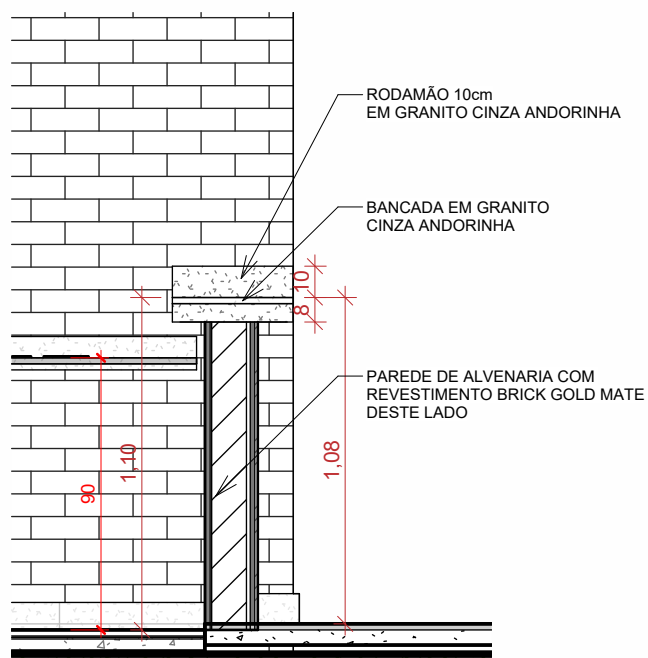 RODAMÃO 10cm
EM GRANITO CINZA ANDORINHA
BANCADA EM GRANITO
CINZA ANDORINHA
10
8
PAREDE DE ALVENARIA COM
REVESTIMENTO BRICK GOLD MATE
DESTE LADO
1,10
1,08
90